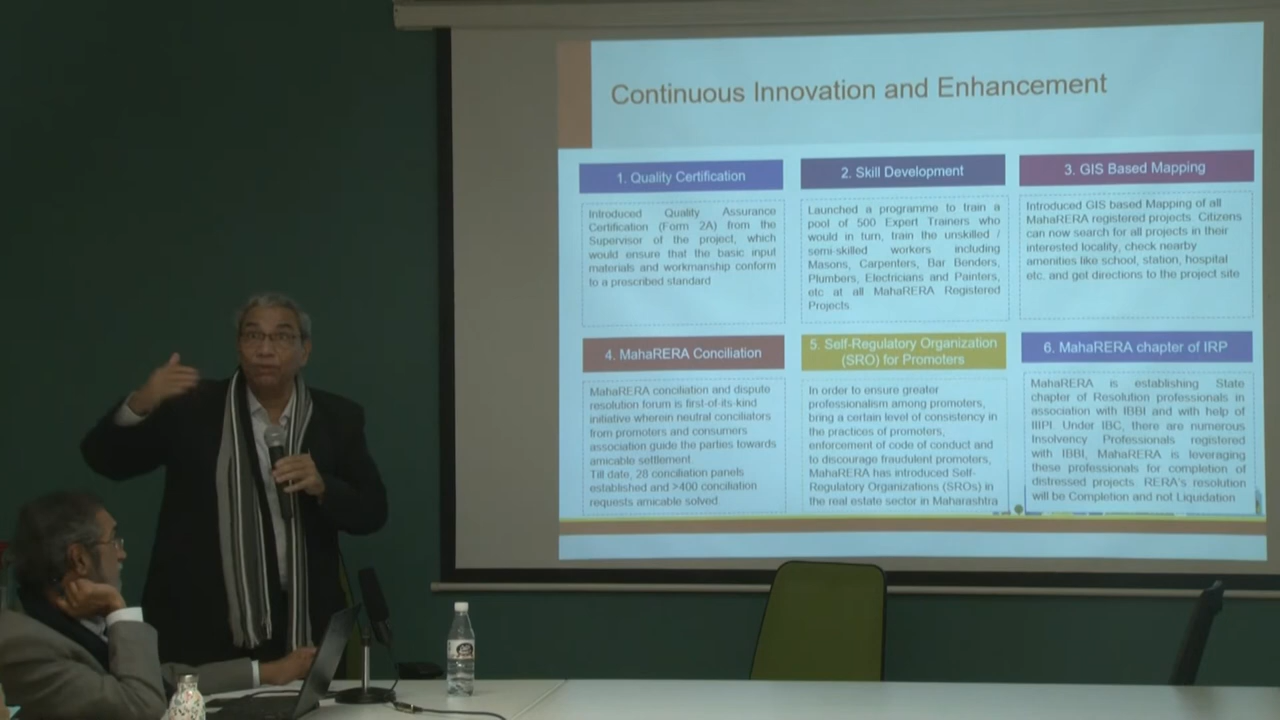 Continuous Innovation and Enhancement
1. Quality Certification
Introduced Quality Assurance
Certification (Form 2A) from the
Supervisor of the project, which
would ensure that the basic input
materials and workmanship conform
to a prescribed standard
2. Skill Development
Launched a programme to train a
pool of 500 Expert Trainers who
would in turn, train the unskilled /
semi-skilled workers including
Masons, Carpenters, Bar Benders,
Plumbers, Electricians and Painters,
etc at all MahaRERA Registered
Projects.
3. GIS Based Mapping
Introduced GIS based Mapping of all
MahaRERA registered projects. Citizens
can now search for all projects in their
interested locality, check nearby
amenities like school, station, hospital
etc. and get directions to the project site
4. MahaRERA Conciliation
MahaRERA conciliation and dispute
resolution forum is first-of-its-kind
initiative wherein neutral conciliators
from promoters and consumers
association guide the parties towards
amicable settlement.
Till date, 28 conciliation panels
established and >400 conciliation
requests amicable solved.
5. Self-Regulatory Organization
(SRO) for Promoters
In order to ensure greater
professionalism among promoters,
bring a certain level of consistency in
the practices of promoters,
enforcement of code of conduct and
to discourage fraudulent promoters,
MahaRERA has introduced Self-
Regulatory Organizations (SROs) in
the real estate sector in Maharashtra
6. MahaRERA chapter of IRP
MahaRERA is establishing State
chapter of Resolution professionals in
association with IBBI and with help of
IIIPI. Under IBC, there are numerous
Insolvency Professionals registered
with IBBI, MahaRERA is leveraging
these professionals for completion of
distressed projects. RERA's resolution
will be Completion and not Liquidation